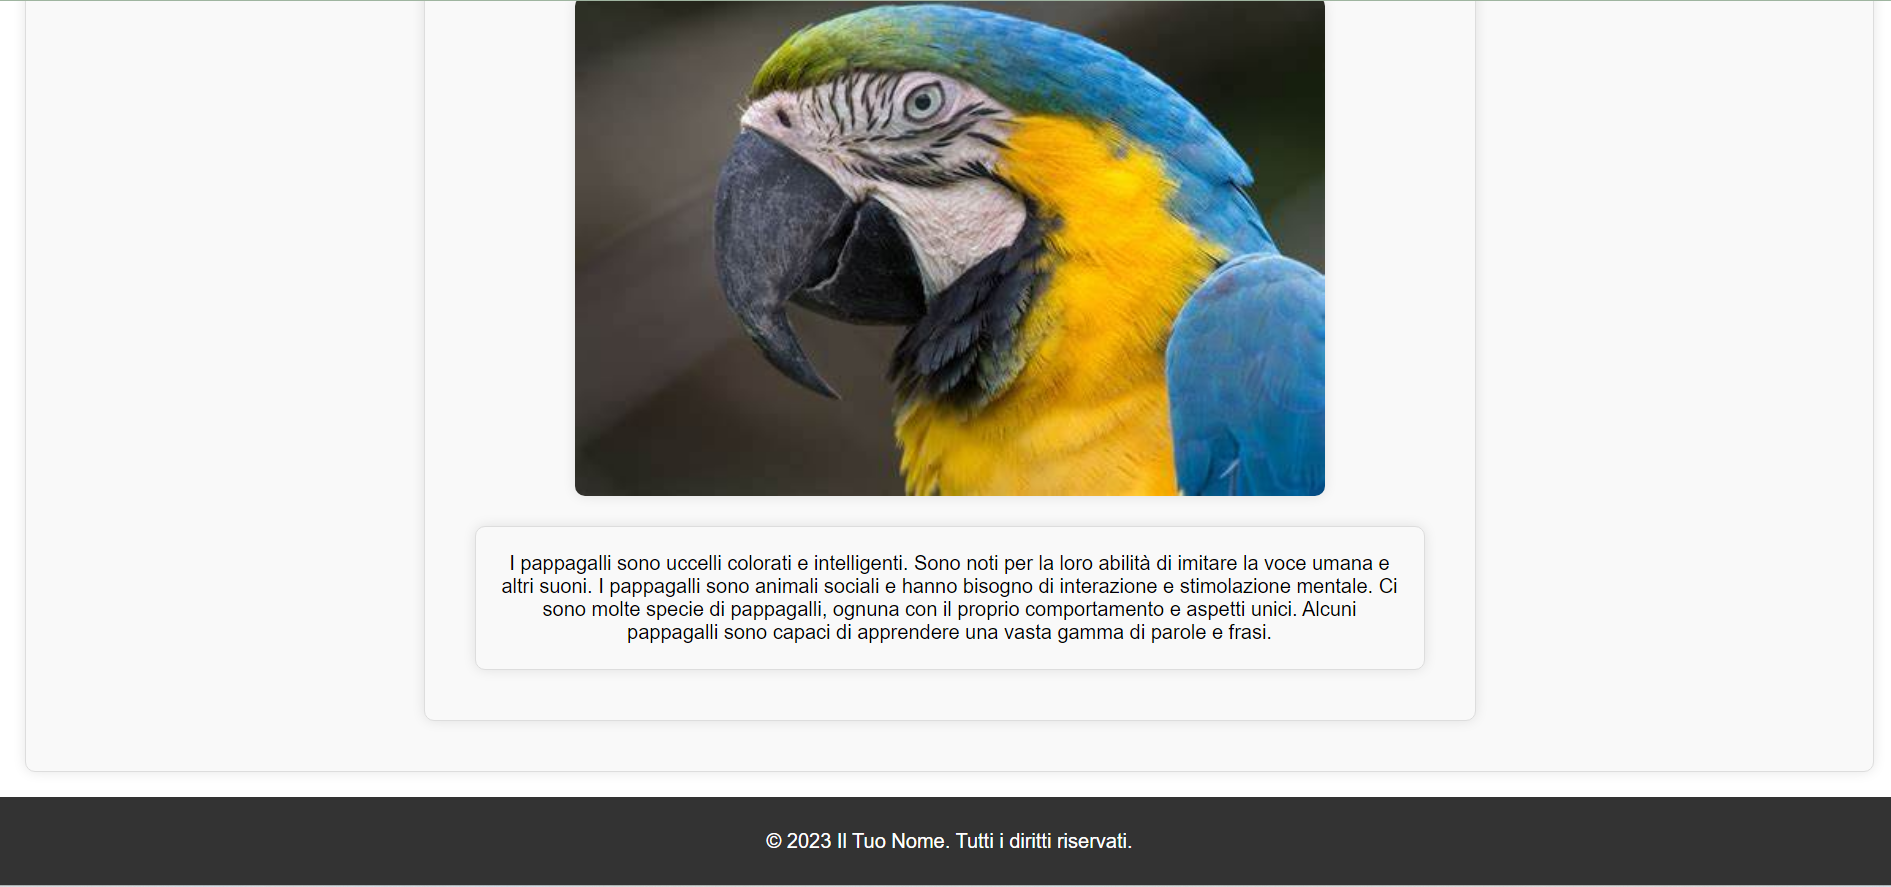 I pappagalli sono uccelli colorati e intelligenti. Sono noti per la loro abilità di imitare la voce umana e
altri suoni. I pappagalli sono animali sociali e hanno bisogno di interazione e stimolazione mentale. Ci
sono molte specie di pappagalli, ognuna con il proprio comportamento e aspetti unici. Alcuni
pappagalli sono capaci di apprendere una vasta gamma di parole e frasi.
© 2023 Il Tuo Nome. Tutti i diritti riservati.